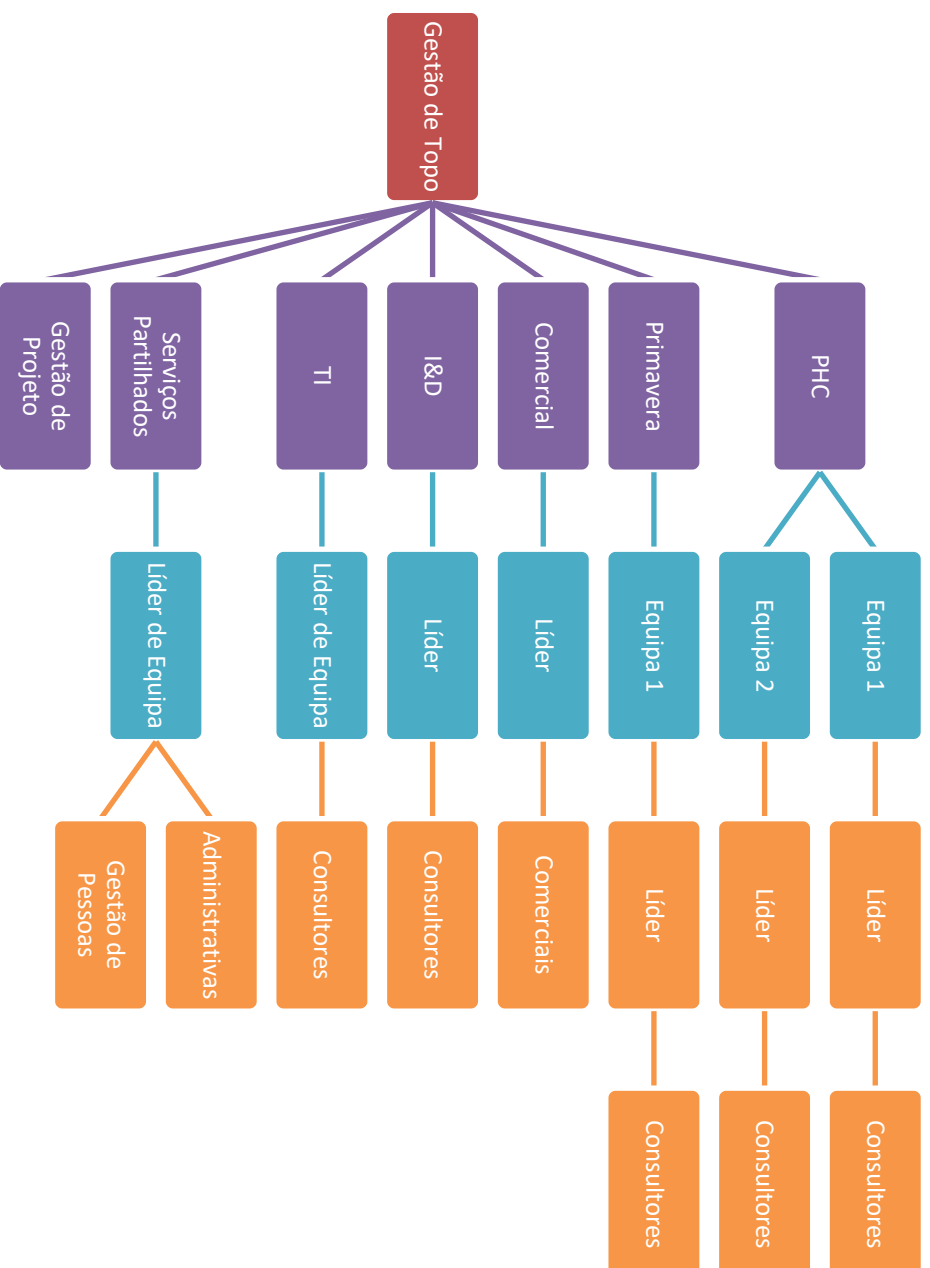 Gestão de Topo
PHC
Equipa 1
Líder
Consultores
Equipa 2
Líder
Consultores
Primavera
Equipa 1
Líder
Consultores
Comercial
Líder
Comerciais
I&D
Líder
Consultores
TI
Líder de Equipa
Consultores
Serviços
Partilhados
Líder de Equipa
Administrativas
Gestão de
Pessoas
Gestão de
Projeto